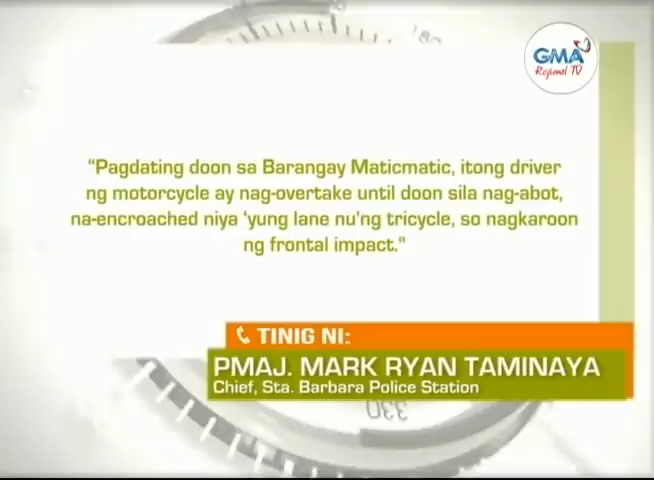 GMA
Regional TV
180
"Pagdating doon sa Barangay Maticmatic, itong driver
ng motorcycle ay nag-overtake until doon sila nag-abot,
na-encroached niya 'yung lane nu'ng tricycle, so nagkaroon
ng frontal impact."
TINIG NI:
PMAJ. MARK RYAN TAMINAYA
Chief, Sta. Barbara Police Station
330